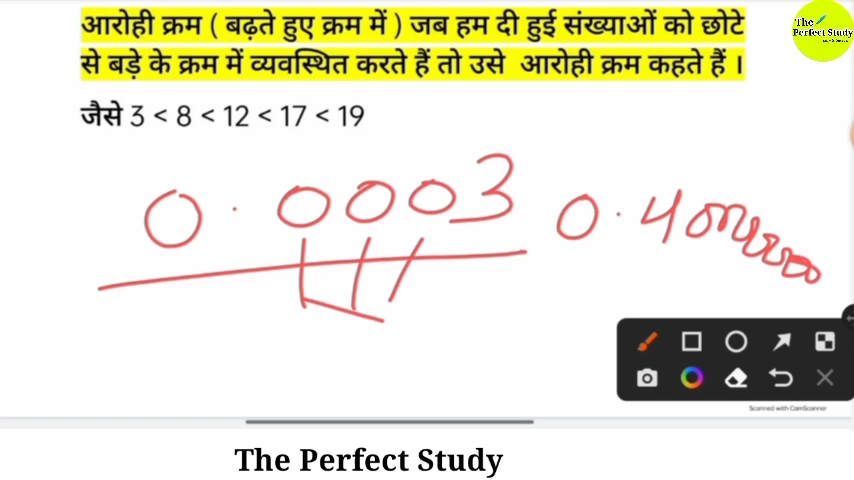 आरोही क्रम ( बढ़ते हुए क्रम में ) जब हम दी हुई संख्याओं को छोटे
से बड़े के क्रम में व्यवस्थित करते हैं तो उसे आरोही क्रम कहते हैं ।
The
Perfect Study
जैसे 3 < 8 < 12 < 17 < 19
0.0003
0.4
Scanned with CamScanner
The Perfect Study